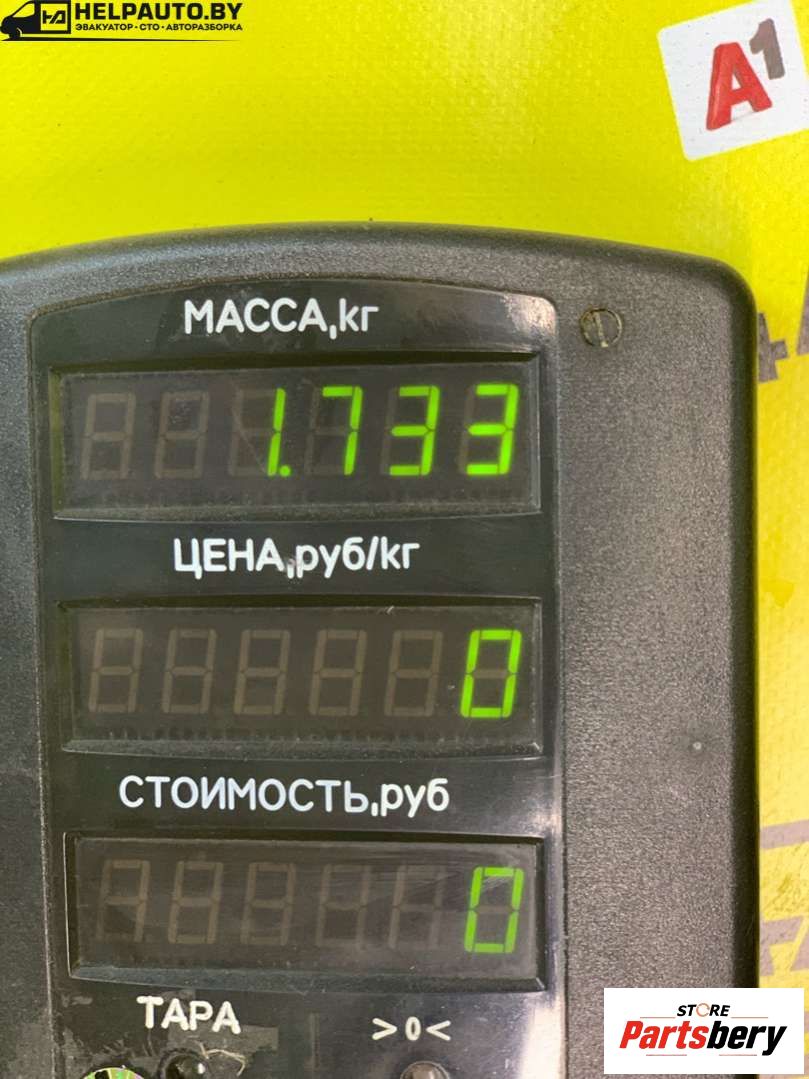 HELPAUTO.BY
ЭВАКУАТОР • СТО • АВТОРАЗБОРКА
A1
МАССА,кг
1.733
ЦЕНА,руб/кг
0
СТОИМОСТЬ,руб
0
ТАРА
>0<
STORE
Partsbery